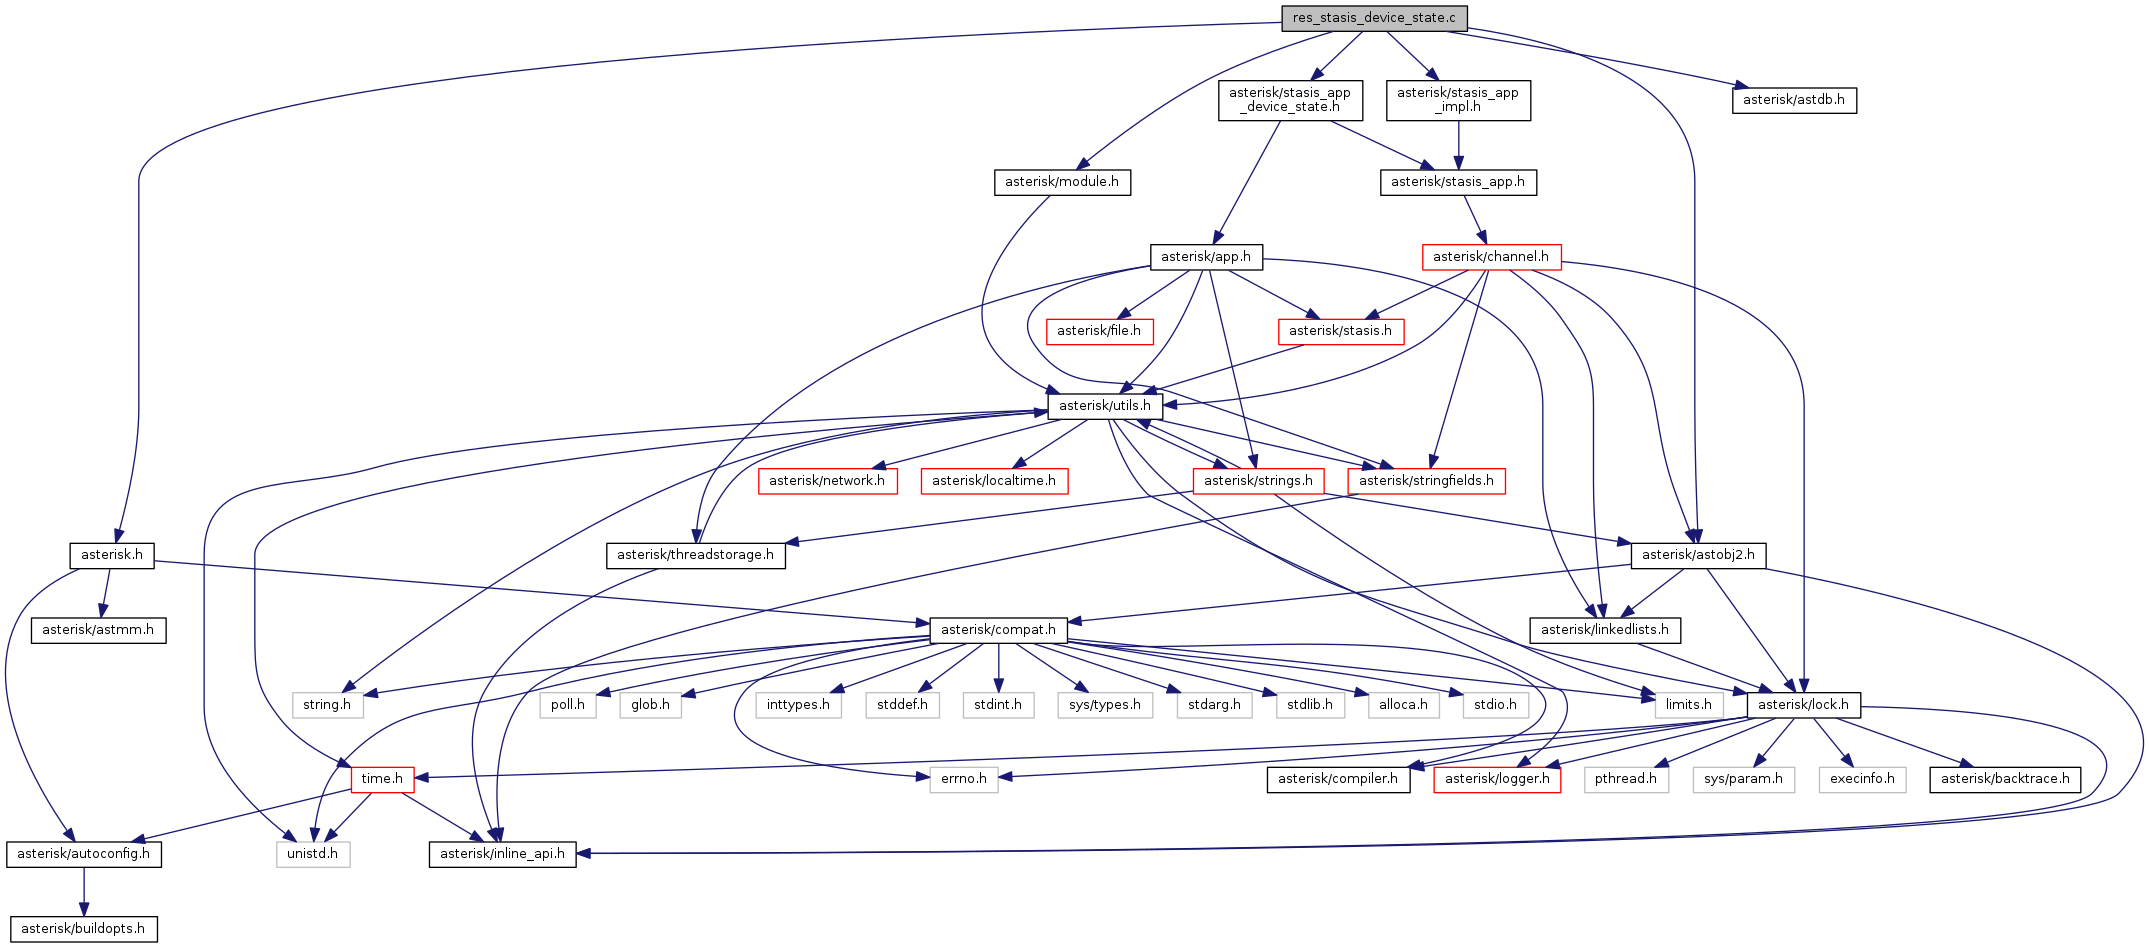 res_stasis_device_state.c
asterisk/stasis_app
_device_state.h
asterisk/stasis_app
_impl.h
asterisk/astdb.h
asterisk/module.h
asterisk/stasis_app.h
asterisk/app.h
asterisk/channel.h
asterisk/file.h
asterisk/stasis.h
asterisk/utils.h
asterisk/network.h
asterisk/localtime.h
asterisk/strings.h
asterisk/stringfields.h
asterisk.h
asterisk/threadstorage.h
asterisk/astobj2.h
asterisk/astmm.h
asterisk/compat.h
asterisk/linkedlists.h
string.h
poll.h
glob.h
inttypes.h
stddef.h
stdint.h
sys/types.h
stdarg.h
stdlib.h
alloca.h
stdio.h
limits.h
asterisk/lock.h
time.h
errno.h
asterisk/compiler.h
asterisk/logger.h
pthread.h
sys/param.h
execinfo.h
asterisk/backtrace.h
asterisk/autoconfig.h
unistd.h
asterisk/inline_api.h
asterisk/buildopts.h